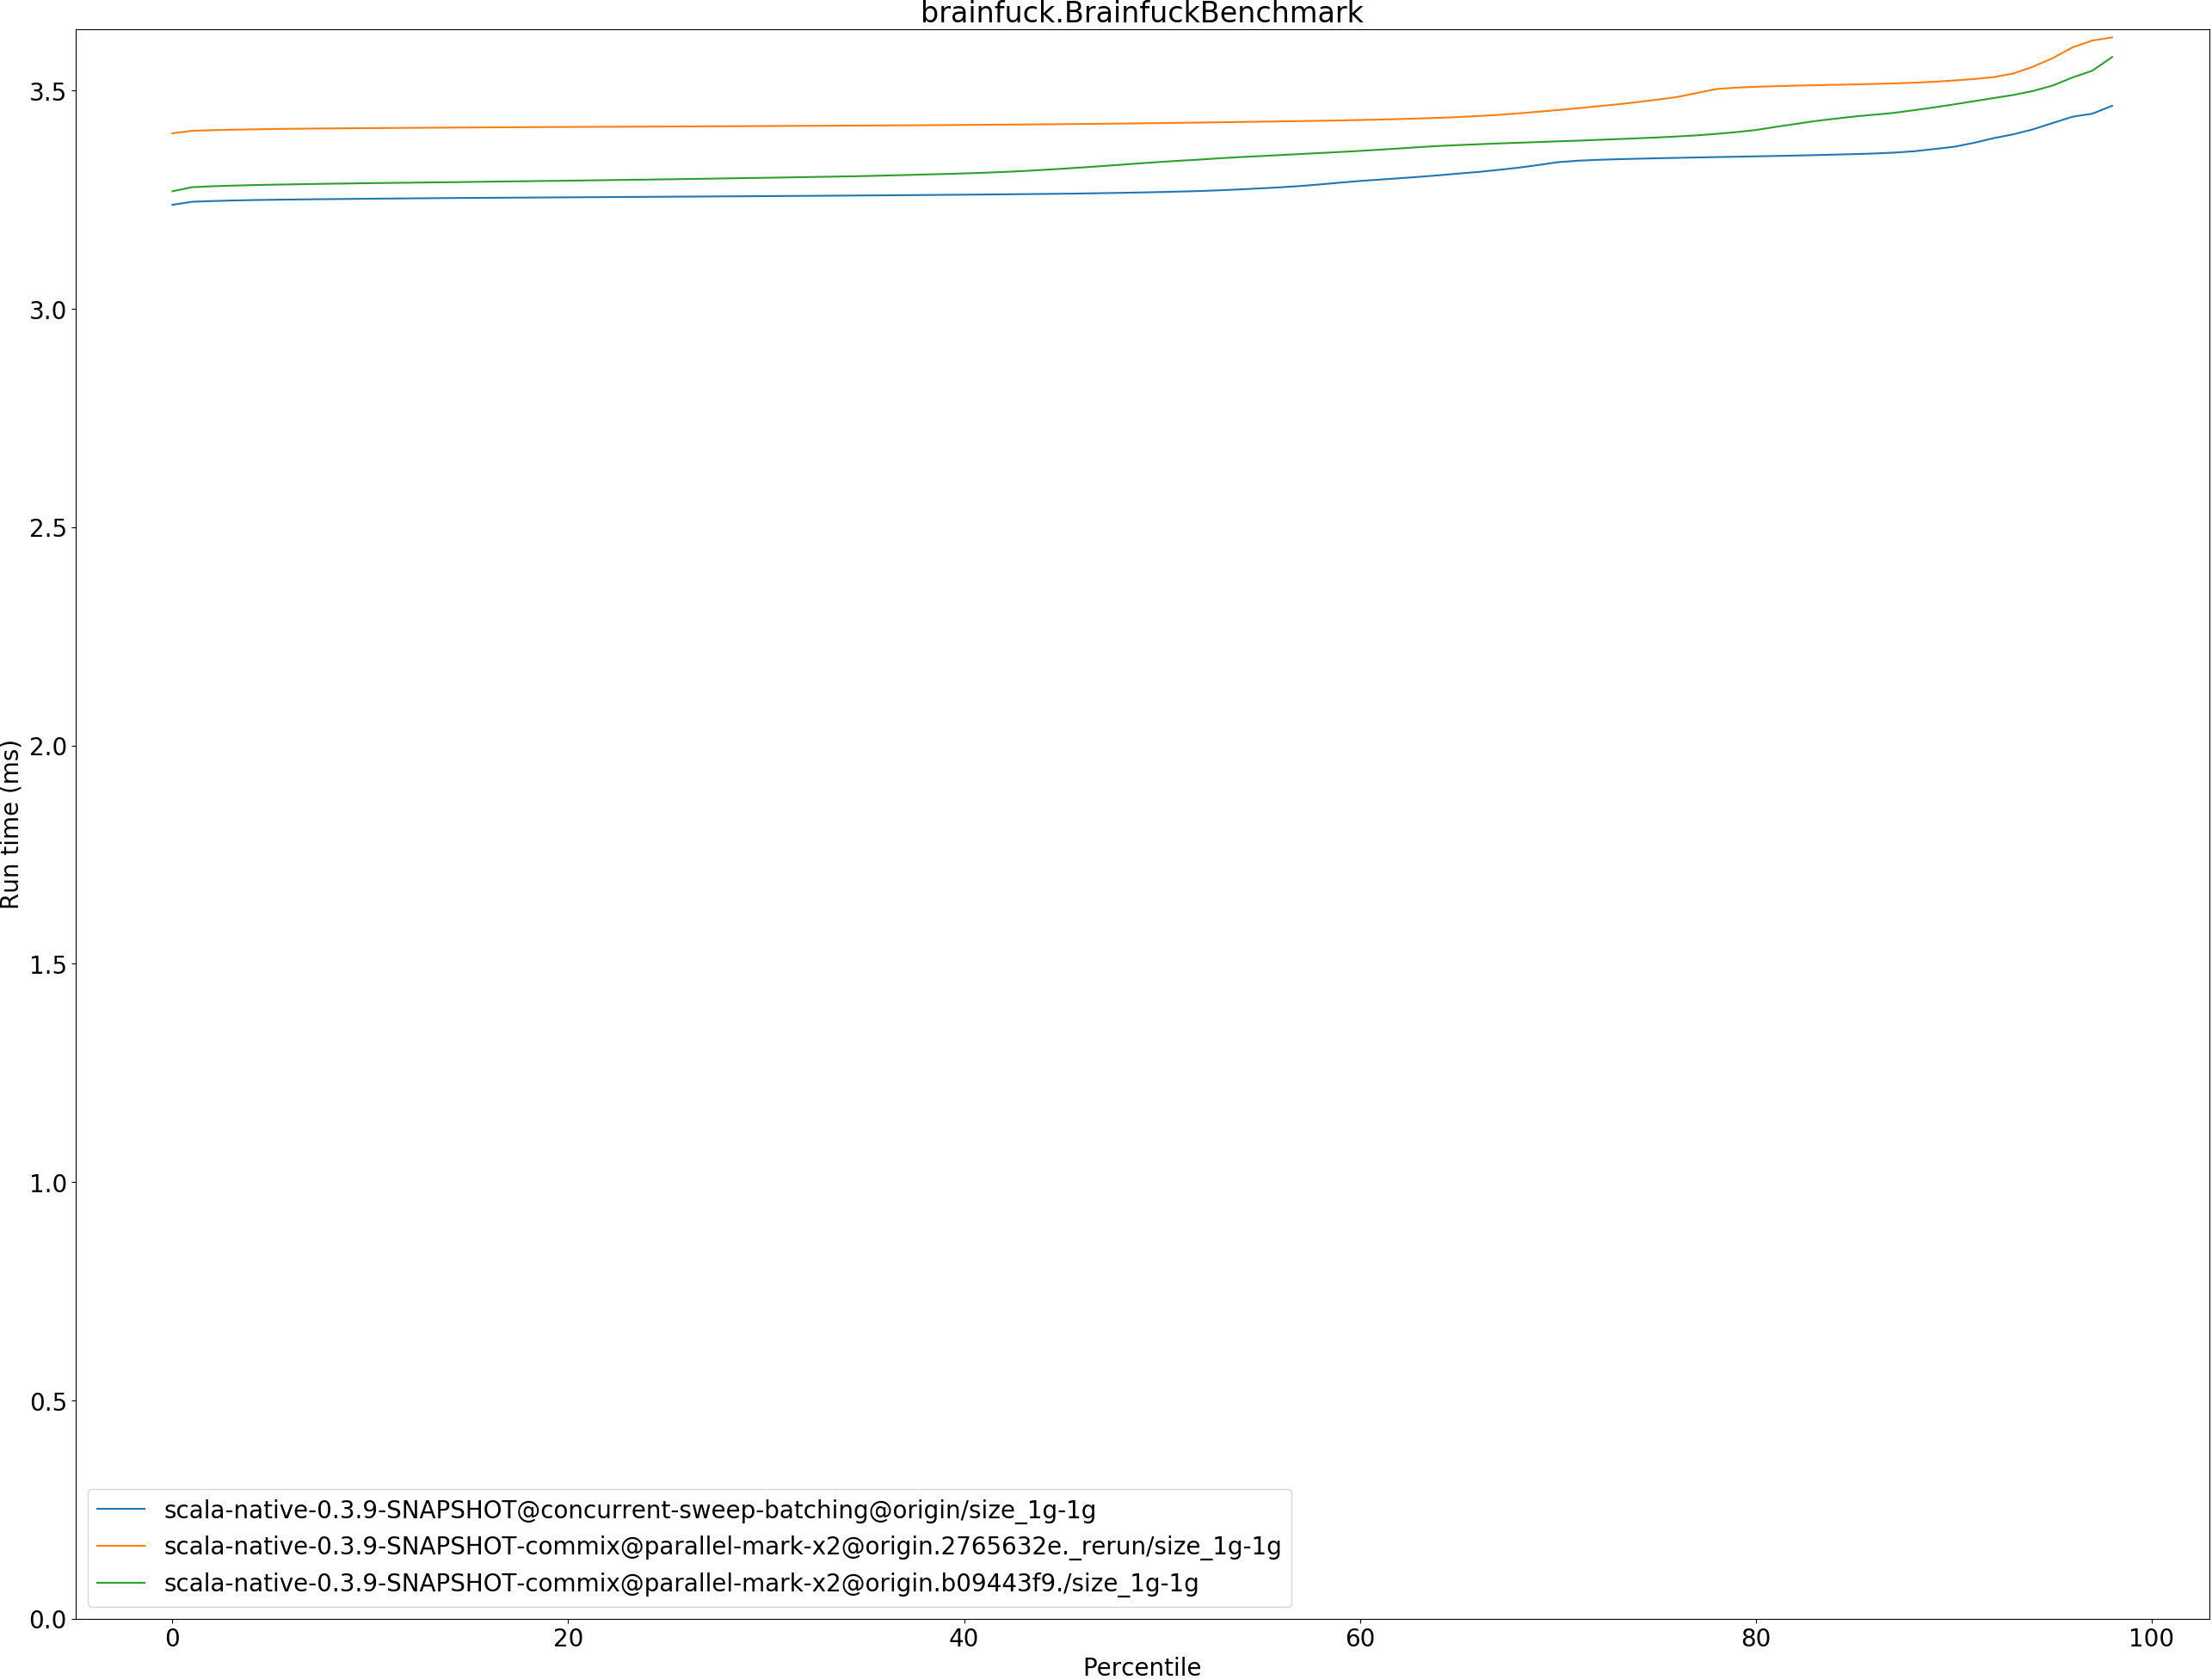 brainfuck.BrainfuckBenchmark
3.5
3.0
2.5
2.0
1.5
1.0
0.5
0.0
Run time (ms)
scala-native-0.3.9-SNAPSHOT@concurrent-sweep-batching@origin/size_1g-1g
scala-native-0.3.9-SNAPSHOT-commix@parallel-mark-x2@origin.2765632e._rerun/size_1g-1g
scala-native-0.3.9-SNAPSHOT-commix@parallel-mark-x2@origin.b09443f9./size_1g-1g
0 20 40 60 80 100
Percentile